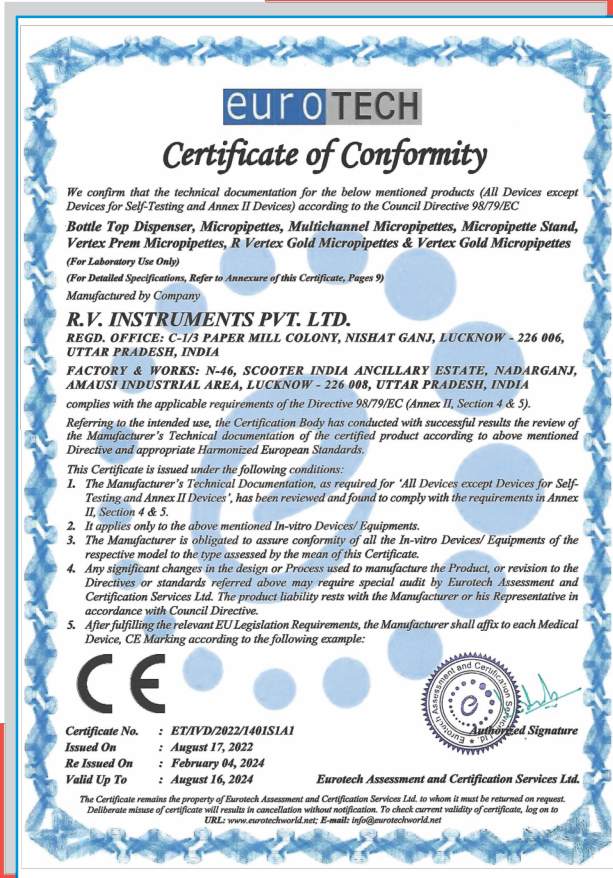 euroTECH
Certificate of Conformity
We confirm that the technical documentation for the below mentioned products (All Devices except
Devices for Self-Testing and Annex II Devices) according to the Council Directive 98/79/EC
Bottle Top Dispenser, Micropipettes, Multichannel Micropipettes, Micropipette Stand,
Vertex Prem Micropipettes, R Vertex Gold Micropipettes & Vertex Gold Micropipettes
(For Laboratory Use Only)
(For Detailed Specifications, Refer to Annexure of this Certificate, Pages 9)
Manufactured by Company
R.V. INSTRUMENTS PVT. LTD.
REGD. OFFICE: C-1/3 PAPER MILL COLONY, NISHAT GANJ, LUCKNOW - 226 006,
UTTAR PRADESH, INDIA
FACTORY & WORKS: N-46, SCOOTER INDIA ANCILLARY ESTATE, NADARGANJ,
AMAUSI INDUSTRIAL AREA, LUCKNOW - 226 008, UTTAR PRADESH, INDIA
complies with the applicable requirements of the Directive 98/79/EC (Annex II, Section 4 & 5).
Referring to the intended use, the Certification Body has conducted with successful results the review of
the Manufacturer's Technical documentation of the certified product according to above mentioned
Directive and appropriate Harmonized European Standards.
This Certificate is issued under the following conditions:
1. The Manufacturer's Technical Documentation, as required for 'All Devices except Devices for Self-
Testing and Annex II Devices', has been reviewed and found to comply with the requirements in Annex
II, Section 4 & 5.
2. It applies only to the above mentioned In-vitro Devices/ Equipments.
3. The Manufacturer is obligated to assure conformity of all the In-vitro Devices/ Equipments of the
respective model to the type assessed by the mean of this Certificate.
4. Any significant changes in the design or Process used to manufacture the Product, or revision to the
Directives or standards referred above may require special audit by Eurotech Assessment and
Certification Services Ltd. The product liability rests with the Manufacturer or his Representative in
accordance with Council Directive.
5. After fulfilling the relevant EU Legislation Requirements, the Manufacturer shall affix to each Medical
Device, CE Marking according to the following example:
CE
Eurotech Assessment and Certification Services Ltd.
Authorized Signature
Certificate No. : ET/IVD/2022/1401S1A1
Issued On : August 17, 2022
Re Issued On : February 04, 2024
Valid Up To : August 16, 2024 Eurotech Assessment and Certification Services Ltd.
The Certificate remains the property of Eurotech Assessment and Certification Services Ltd. to whom it must be returned on request.
Deliberate misuse of certificate will results in cancellation without notification. To check current validity of certificate, log on to
URL: www.eurotechworld.net; E-mail: info@eurotechworld.net